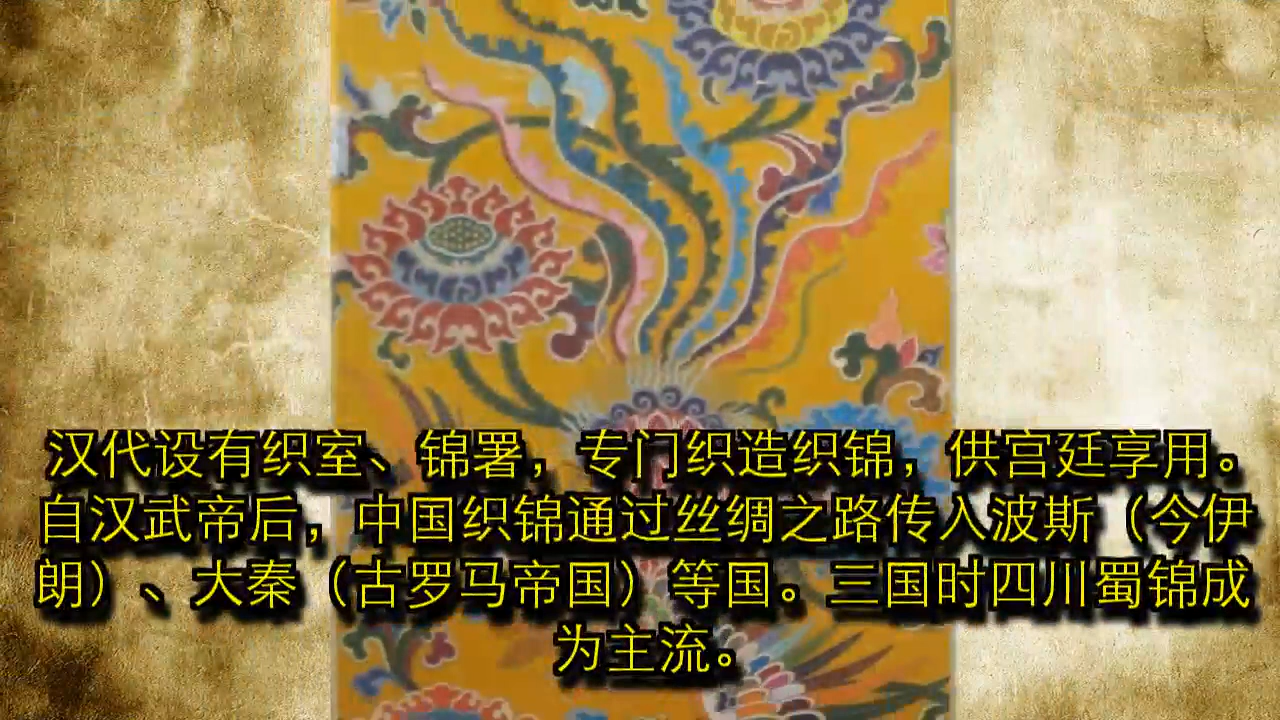 汉代设有织室、锦署，专门织造织锦，供宫廷享用。
自汉武帝后，中国织锦通过丝绸之路传入波斯（今伊
朗）、大秦（古罗马帝国）等国。三国时四川蜀锦成
为主流。